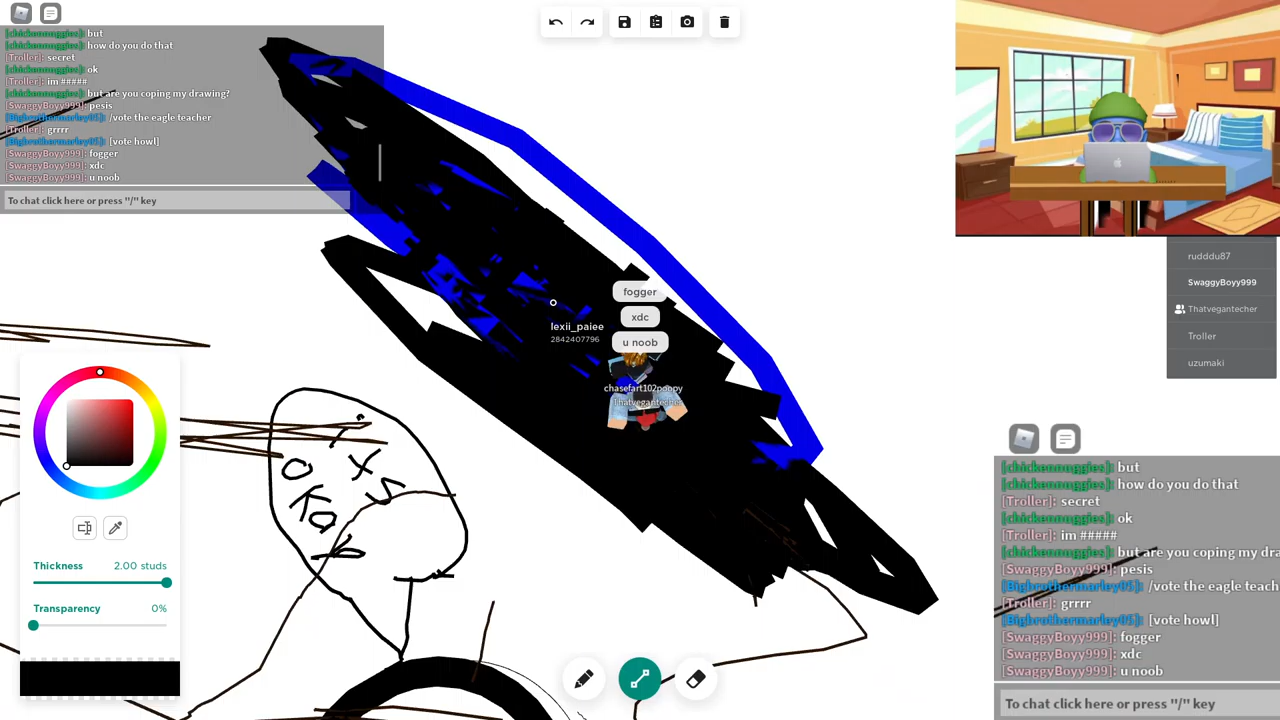 [chickennuggies]: but
[chickennuggies]: how do you do that
[Troller]: secret
[chickennuggies]: ok
[Troller]: im #####
[chickennuggies]: but are you coping my drawing?
[SwaggyBoyy999]: pesis
[Bigbrothermarley05]: /vote the eagle teacher
[Troller]: grrrr
[Bigbrothermarley05]: [vote howl]
[SwaggyBoyy999]: fogger
[SwaggyBoyy999]: xdc
[SwaggyBoyy999]: u noob
To chat click here or press "/" key
rudddu87
SwaggyBoyy999
Thatvegantecher
Troller
uzumaki
fogger
xdc
u noob
lexii_paiee
2842407796
chasefart102poopy
Thatvegantecher
Thickness 2.00 studs
Transparency 0%
[chickennuggies]: but
[chickennuggies]: how do you do that
[Troller]: secret
[chickennuggies]: ok
[Troller]: im #####
[chickennuggies]: but are you coping my dra
[SwaggyBoyy999]: pesis
[Bigbrothermarley05]: /vote the eagle teach
[Troller]: grrrr
[Bigbrothermarley05]: [vote howl]
[SwaggyBoyy999]: fogger
[SwaggyBoyy999]: xdc
[SwaggyBoyy999]: u noob
To chat click here or press "/" key